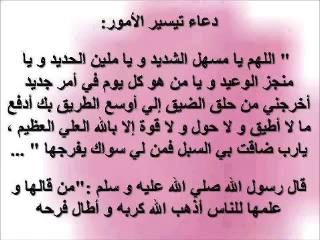 دعاء تيسير الأمور:
" اللهم يا مسهل الشديد و يا ملين الحديد و يا
منجز الوعيد و يا من هو كل يوم في أمر جديد
أخرجني من حلق الضيق إلي أوسع الطريق بك أدفع
ما لا أطيق و لا حول و لا قوة إلا بالله العلي العظيم ،
يارب ضاقت بي السبل فمن لي سواك يفرجها " ...
قال رسول الله صلي الله عليه و سلم :"من قالها و
علمها للناس أذهب الله كربه و أطال فرحه